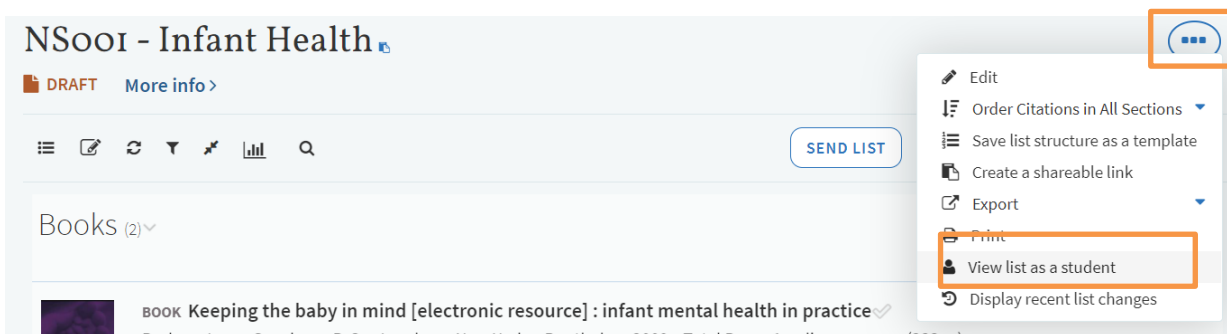 NS001 - Infant Health
DRAFT More info >
SEND LIST
Books (2)
BOOK Keeping the baby in mind [electronic resource] : infant mental health in practice
Edit
Order Citations in All Sections
Save list structure as a template
Create a shareable link
Export
Print
View list as a student
Display recent list changes